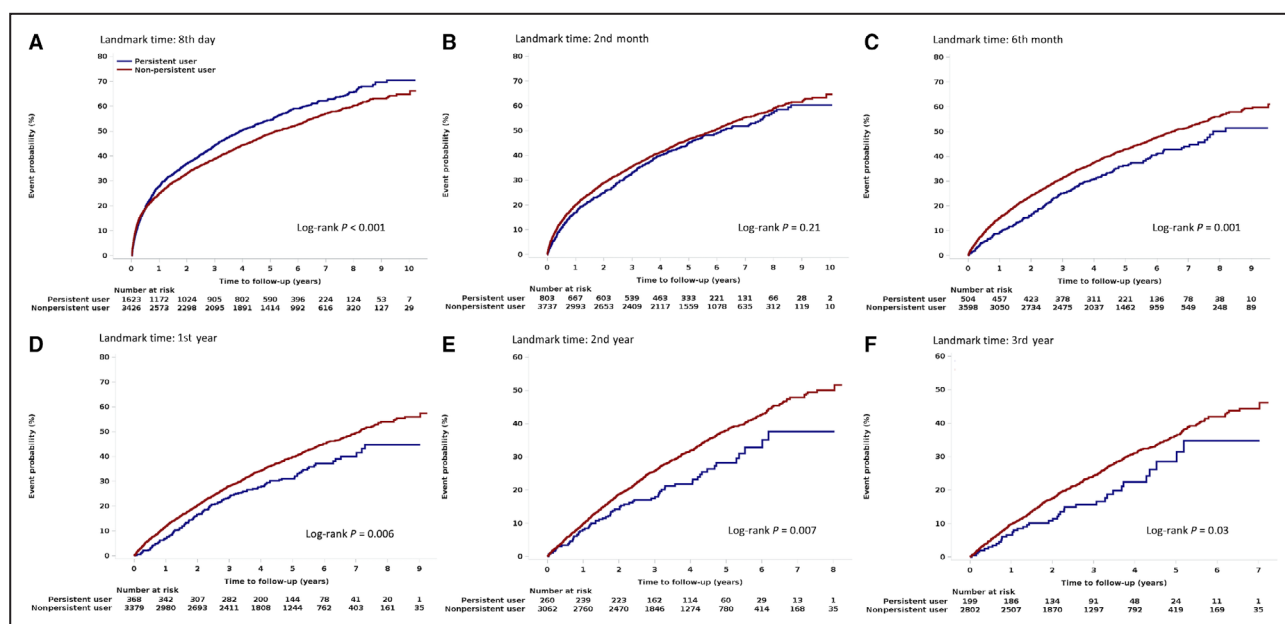 A
Landmark time: 8th day
80
70
60
50
40
30
20
10
0
Event probability (%)
Persistent user
Non-persistent user
Log-rank P < 0.001
0 1 2 3 4 5 6 7 8 9 10
Time to follow-up (years)
Number at risk
Persistent user 1623 1172 1024 905 802 590 396 224 124 53 7
Nonpersistent user 3426 2573 2298 2095 1891 1414 992 616 320 127 29
B
Landmark time: 2nd month
80
70
60
50
40
30
20
10
0
Event probability (%)
Log-rank P = 0.21
0 1 2 3 4 5 6 7 8 9 10
Time to follow-up (years)
Number at risk
Persistent user 803 667 603 539 463 333 221 131 66 28 2
Nonpersistent user 3737 2993 2653 2409 2117 1559 1078 635 312 119 10
C
Landmark time: 6th month
80
70
60
50
40
30
20
10
0
Event probability (%)
Log-rank P = 0.001
0 1 2 3 4 5 6 7 8 9
Time to follow-up (years)
Number at risk
Persistent user 504 457 423 378 311 221 136 78 38 10
Nonpersistent user 3598 3050 2734 2475 2037 1462 959 549 248 89
D
Landmark time: 1st year
80
70
60
50
40
30
20
10
0
Event probability (%)
Log-rank P = 0.006
0 1 2 3 4 5 6 7 8 9
Time to follow-up (years)
Number at risk
Persistent user 368 342 307 282 200 144 78 41 20 1
Nonpersistent user 3379 2980 2693 2411 1808 1244 762 403 161 35
E
Landmark time: 2nd year
60
50
40
30
20
10
0
Event probability (%)
Log-rank P = 0.007
0 1 2 3 4 5 6 7 8
Time to follow-up (years)
Number at risk
Persistent user 260 239 223 162 114 60 29 13 1
Nonpersistent user 3062 2760 2470 1846 1274 780 414 168 35
F
Landmark time: 3rd year
60
50
40
30
20
10
0
Event probability (%)
Log-rank P = 0.03
0 1 2 3 4 5 6 7
Time to follow-up (years)
Number at risk
Persistent user 199 186 134 91 48 24 11 1
Nonpersistent user 2802 2507 1870 1297 792 419 169 35